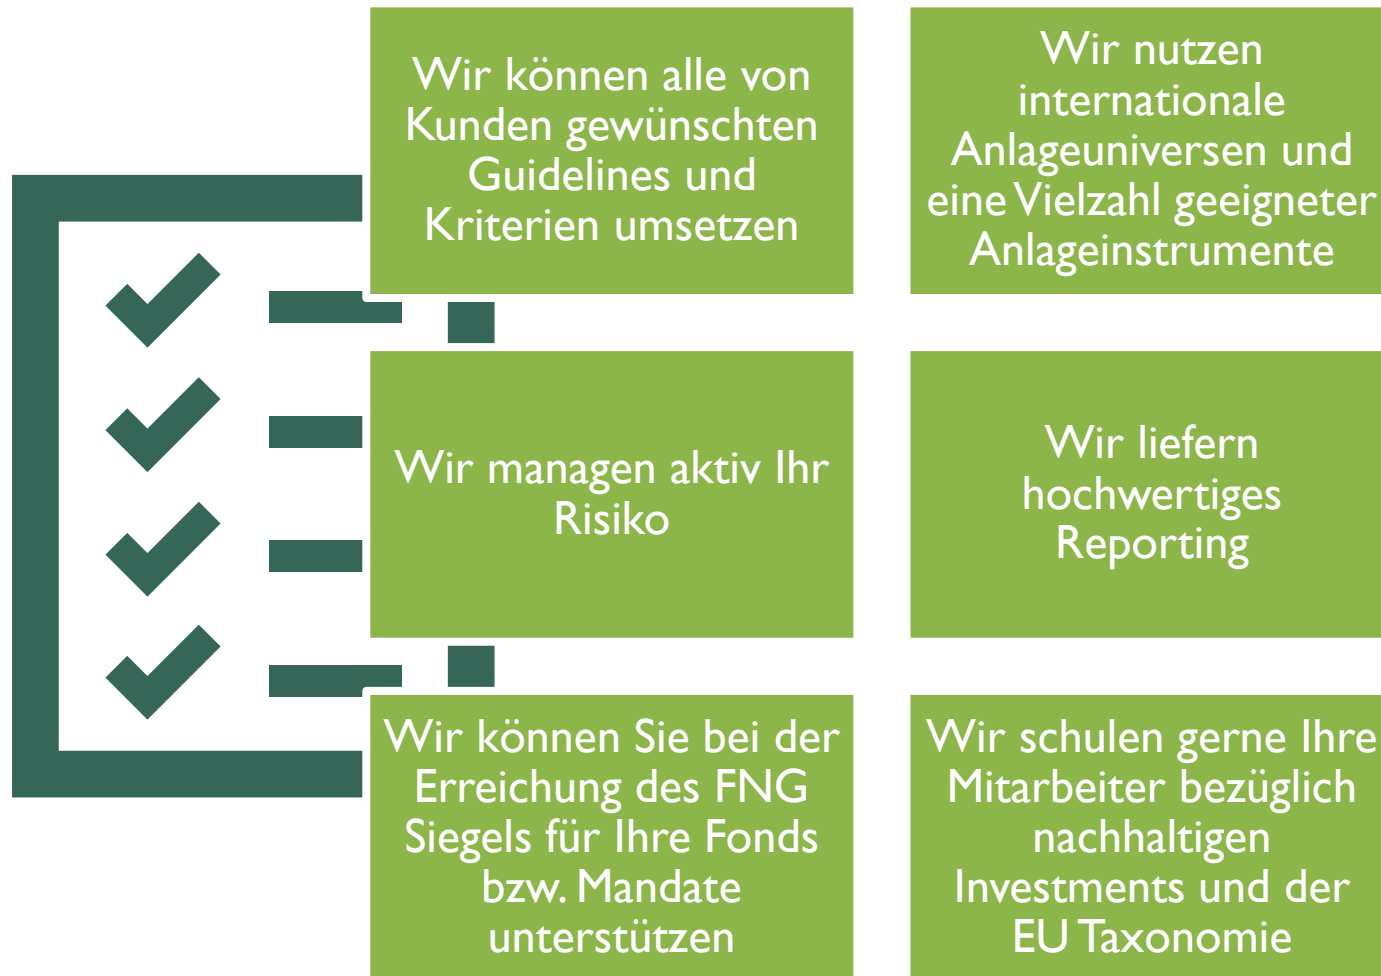 Wir können alle von
Kunden gewünschten
Guidelines und
Kriterien umsetzen
Wir nutzen
internationale
Anlageuniversen und
eine Vielzahl geeigneter
Anlageinstrumente
Wir managen aktiv Ihr
Risiko
Wir liefern
hochwertiges
Reporting
Wir können Sie bei der
Erreichung des FNG
Siegels für Ihre Fonds
bzw. Mandate
unterstützen
Wir schulen gerne Ihre
Mitarbeiter bezüglich
nachhaltigen
Investments und der
EU Taxonomie